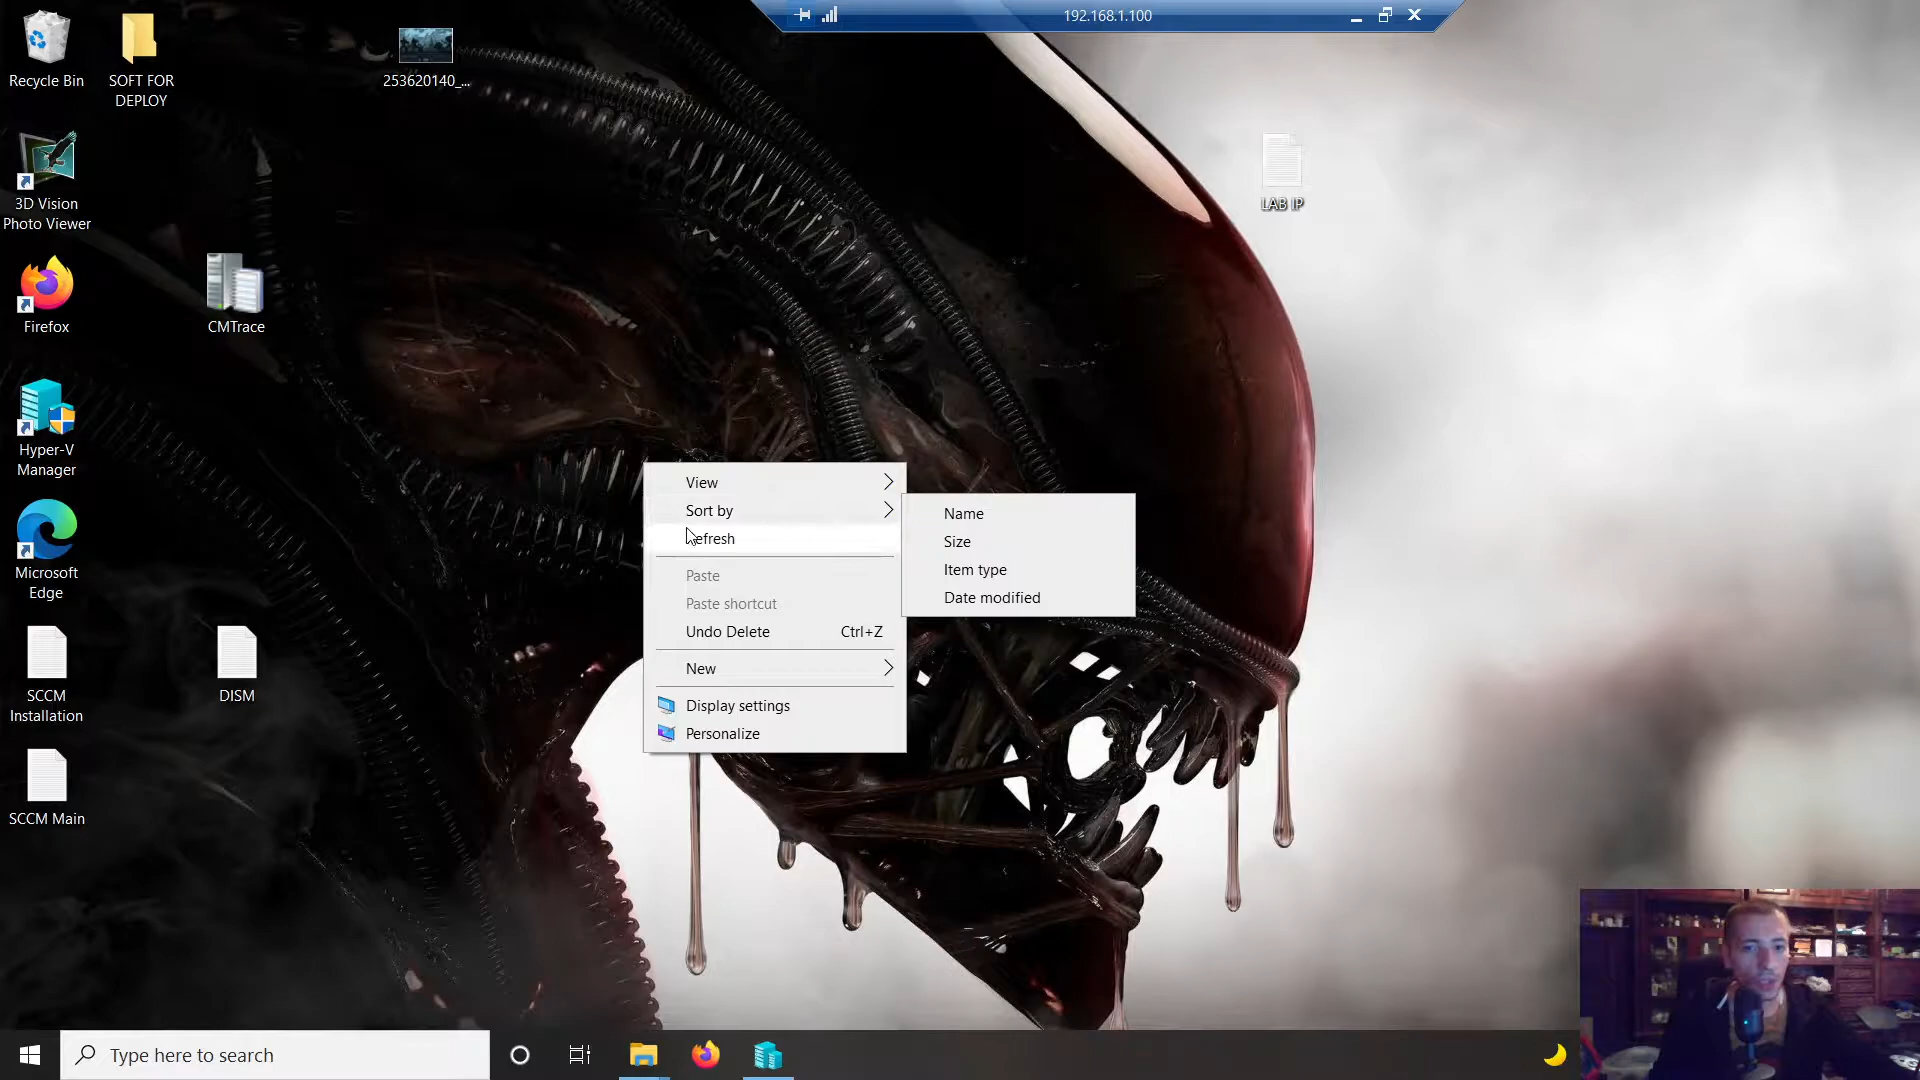 192.168.1.100
Recycle Bin
SOFT FOR
DEPLOY
253620140_...
3D Vision
Photo Viewer
LAB IP
Firefox
CMTrace
Hyper-V
Manager
Microsoft
Edge
SCCM
Installation
DISM
SCCM Main
View
Sort by
Refresh
Paste
Paste shortcut
Undo Delete Ctrl+Z
New
Display settings
Personalize
Name
Size
Item type
Date modified
Type here to search